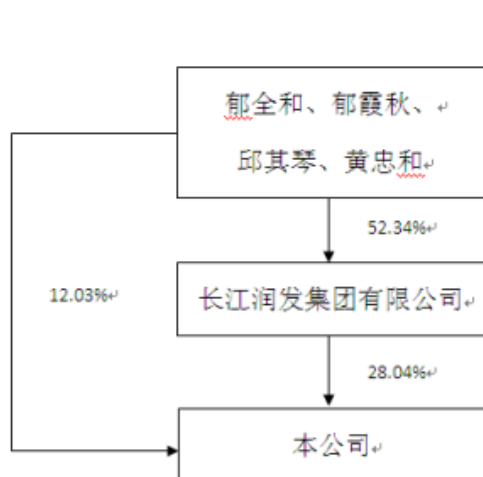 郁全和、郁霞秋、
邱其琴、黄忠和
52.34%
12.03%
长江润发集团有限公司
28.04%
本公司